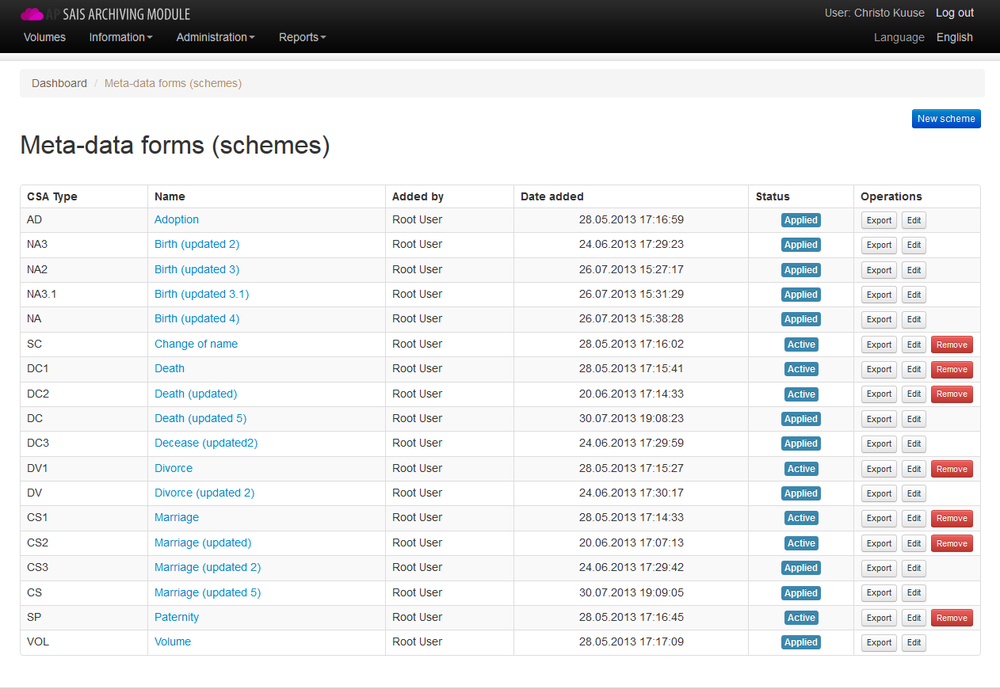 AP SAIS ARCHIVING MODULE User: Christo Kuuse Log out
Volumes Information Administration Reports Language English
Dashboard / Meta-data forms (schemes)
New scheme
Meta-data forms (schemes)
CSA Type Name Added by Date added Status Operations
AD Adoption Root User 28.05.2013 17:16:59 Applied Export Edit
NA3 Birth (updated 2) Root User 24.06.2013 17:29:23 Applied Export Edit
NA2 Birth (updated 3) Root User 26.07.2013 15:27:17 Applied Export Edit
NA3.1 Birth (updated 3.1) Root User 26.07.2013 15:31:29 Applied Export Edit
NA Birth (updated 4) Root User 26.07.2013 15:38:28 Applied Export Edit
SC Change of name Root User 28.05.2013 17:16:02 Active Export Edit Remove
DC1 Death Root User 28.05.2013 17:15:41 Active Export Edit Remove
DC2 Death (updated) Root User 20.06.2013 17:14:33 Active Export Edit Remove
DC Death (updated 5) Root User 30.07.2013 19:08:23 Applied Export Edit
DC3 Decease (updated2) Root User 24.06.2013 17:29:59 Applied Export Edit
DV1 Divorce Root User 28.05.2013 17:15:27 Active Export Edit Remove
DV Divorce (updated 2) Root User 24.06.2013 17:30:17 Applied Export Edit
CS1 Marriage Root User 28.05.2013 17:14:33 Active Export Edit Remove
CS2 Marriage (updated) Root User 20.06.2013 17:07:13 Active Export Edit Remove
CS3 Marriage (updated 2) Root User 24.06.2013 17:29:42 Applied Export Edit
CS Marriage (updated 5) Root User 30.07.2013 19:09:05 Applied Export Edit
SP Paternity Root User 28.05.2013 17:16:45 Active Export Edit Remove
VOL Volume Root User 28.05.2013 17:17:09 Applied Export Edit